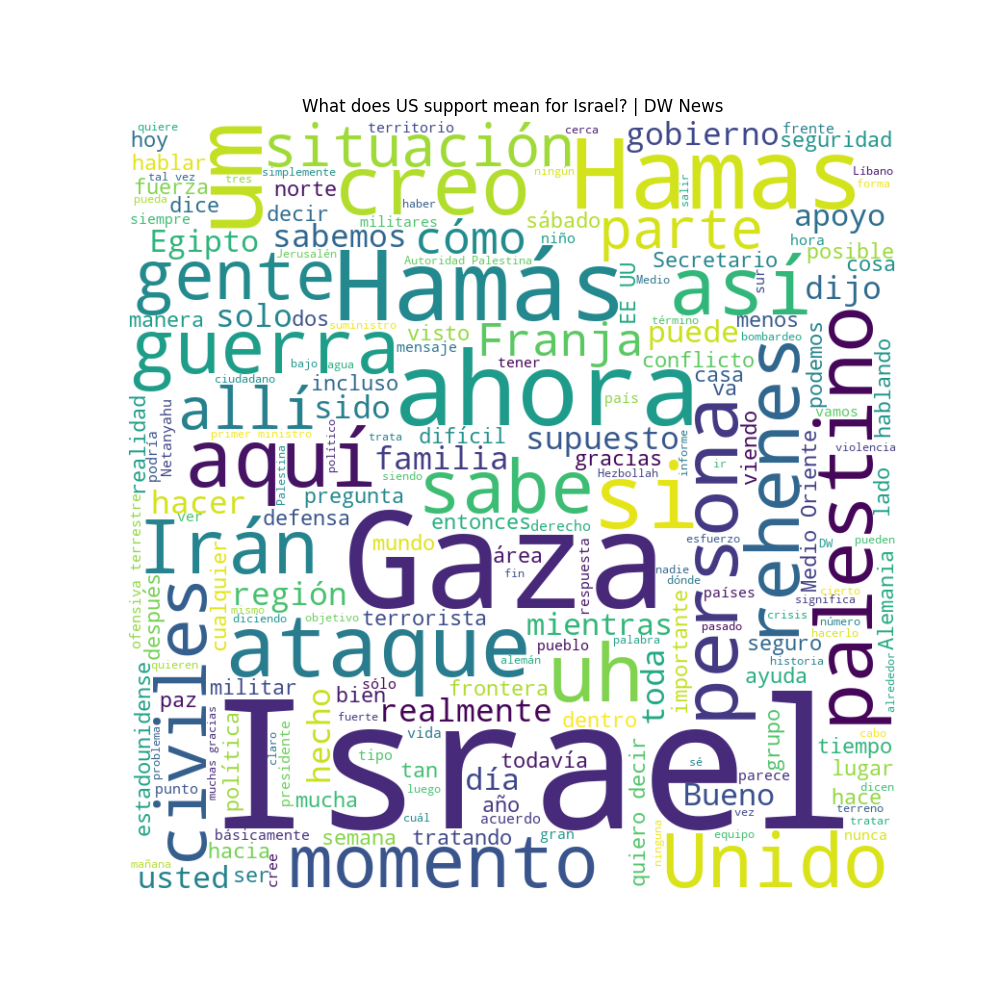 What does US support mean for Israel? | DW News
quiere
hoy
um
situación
territorio
cerca
gobierno
frente
seguridad
hablar
tal vez
fuerza
pueda
siempre
tres
dice
simplemente
norte
creo
ningún
Hamas
salir
Líbano
forma
decir
haber
militares
sábado
niño
parte
apoyo
hora
posible
cosa
Egipto
Jerusalén
sabemos
cómo
Autoridad Palestina
Secretario
EE UU
Medio
sur
gente
Hamás
así
dijo
manera
solo
dos
suministro
visto
mensaje
Franja
término
puede
menos
bombardeo
guerra
bajo
agua
tener
conflicto
casa
podemos
palestino
ciudadano
incluso
ahora
país
va
rehenes
hablando
allí
sido
realidad
podría
Netanyahu
primer ministro
político
trata
difícil
supuesto
informe
persona
viendo
vamos
violencia
aquí
Palestina
familia
siendo
gracias
Hezbollah
ir
Medio Oriente
lado
hacer
pregunta
sabe
si
ver
defensa
entonces
derecho
esfuerzo
DW
pueden
ofensiva terrestre
Irán
mundo
Gaza
área
fin
respuesta
nadie
dónde
países
significa
cierto
Alemania
después
cualquier
región
mismo
diciendo
objetivo
terrorista
mientras
palabra
importante
pasado
crisis
número
hacerlo
civiles
ataque
pueblo
alemán
uh
toda
seguro
historia
alrededor
quieren
estadounidense
paz
militar
bien
sólo
frontera
ayuda
problema
muchas gracias
política
hecho
fuerte
realmente
dentro
grupo
cabo
claro
presidente
Israel
vida
tipo
tan
luego
todavía
día
sé
parece
tiempo
dicen
lugar
punto
mucha
cuál
año
acuerdo
quiero decir
Bueno
vez
hace
terreno
tratar
básicamente
semana
tratando
gran
ninguna
equipo
nunca
hacia
mañana
usted
ser
cree
momento
Unido